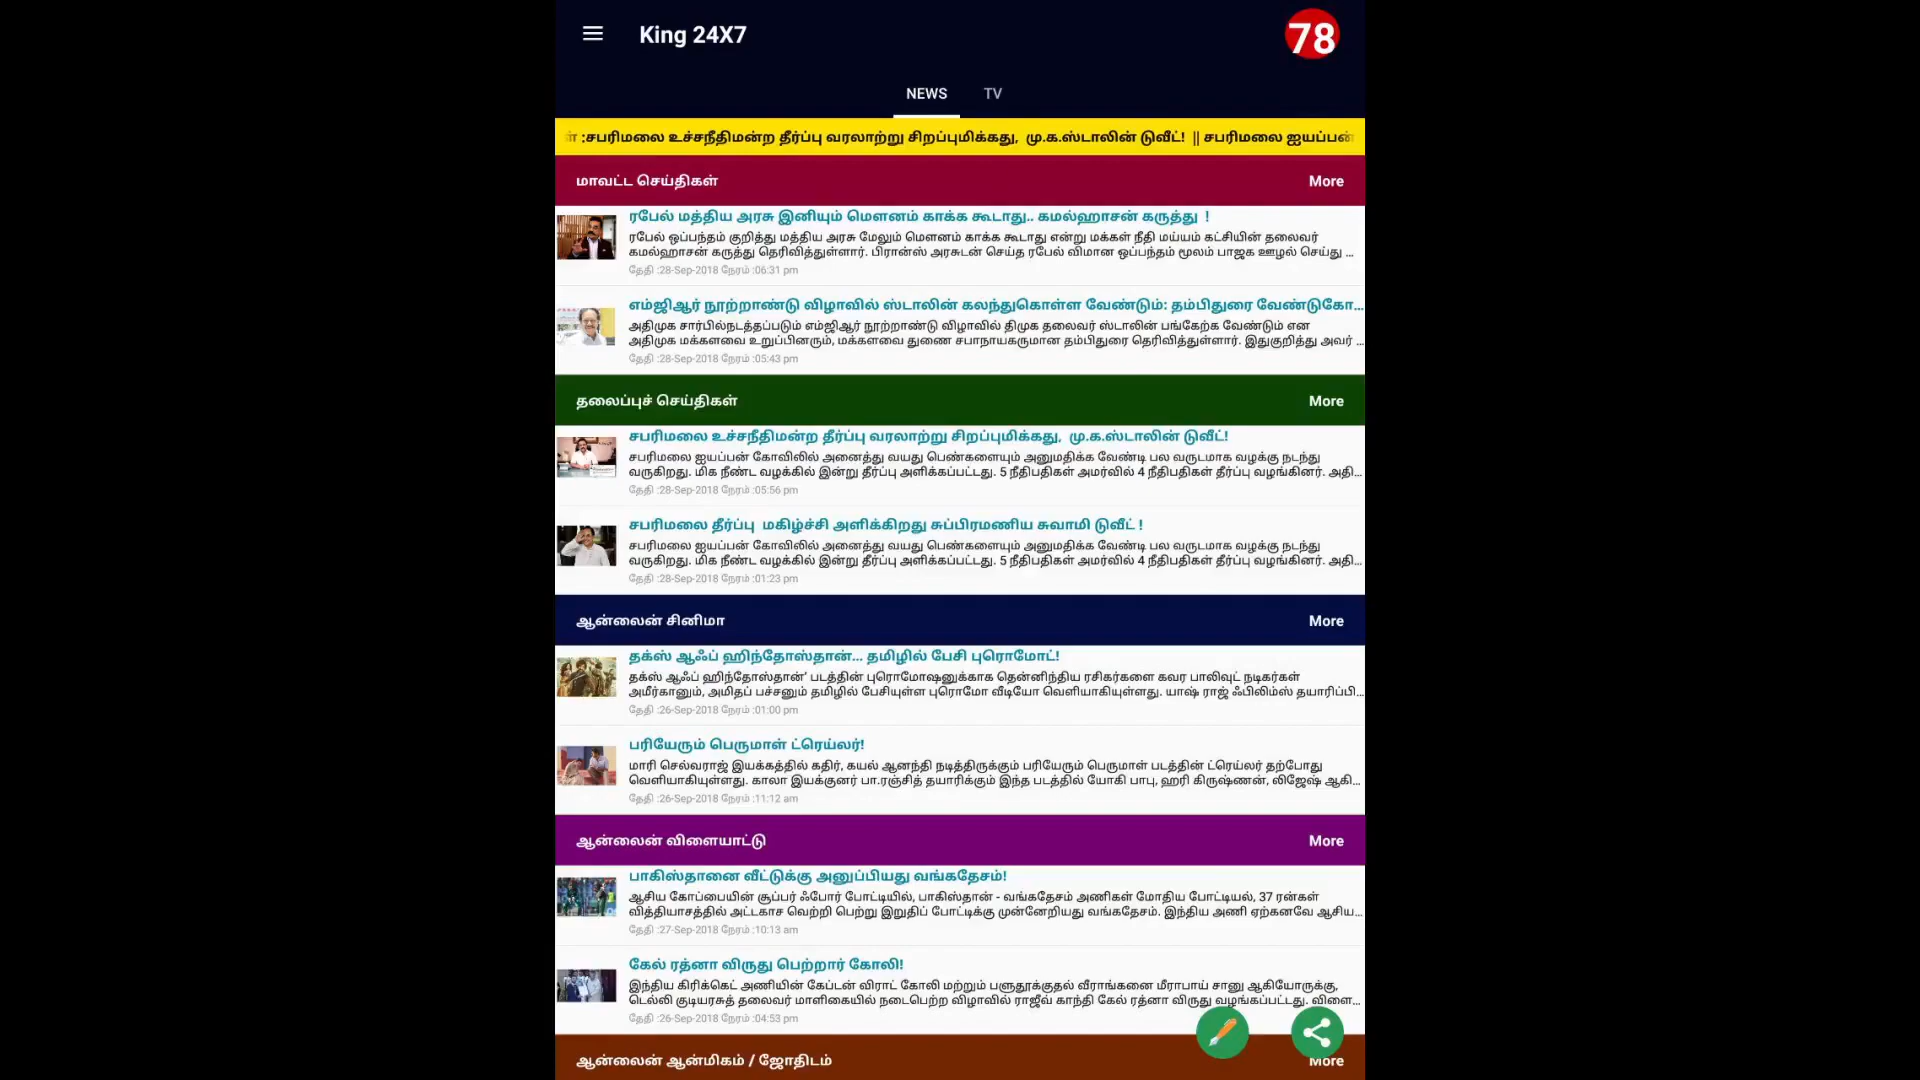 King 24X7
78
NEWS TV
:சபரிமலை உச்சநீதிமன்ற தீர்ப்பு வரலாற்று சிறப்புமிக்கது, மு.க.ஸ்டாலின் டுவீட்! || சபரிமலை ஐயப்பன்
மாவட்ட செய்திகள் More
ரபேல் மத்திய அரசு இனியும் மௌனம் காக்க கூடாது.. கமல்ஹாசன் கருத்து !
ரபேல் ஒப்பந்தம் குறித்து மத்திய அரசு மேலும் மௌனம் காக்க கூடாது என்று மக்கள் நீதி மய்யம் கட்சியின் தலைவர்
கமல்ஹாசன் கருத்து தெரிவித்துள்ளார். பிரான்ஸ் அரசுடன் செய்த ரபேல் விமான ஒப்பந்தம் மூலம் பாஜக ஊழல் செய்து ...
தேதி :28-Sep-2018 நேரம் :06:31 pm
எம்ஜிஆர் நூற்றாண்டு விழாவில் ஸ்டாலின் கலந்துகொள்ள வேண்டும்: தம்பிதுரை வேண்டுகோ...
அதிமுக சார்பில்நடத்தப்படும் எம்ஜிஆர் நூற்றாண்டு விழாவில் திமுக தலைவர் ஸ்டாலின் பங்கேற்க வேண்டும் என
அதிமுக மக்களவை உறுப்பினரும், மக்களவை துணை சபாநாயகருமான தம்பிதுரை தெரிவித்துள்ளார். இதுகுறித்து அவர் ...
தேதி :28-Sep-2018 நேரம் :05:43 pm
தலைப்புச் செய்திகள் More
சபரிமலை உச்சநீதிமன்ற தீர்ப்பு வரலாற்று சிறப்புமிக்கது, மு.க.ஸ்டாலின் டுவீட்!
சபரிமலை ஐயப்பன் கோவிலில் அனைத்து வயது பெண்களையும் அனுமதிக்க வேண்டி பல வருடமாக வழக்கு நடந்து
வருகிறது. மிக நீண்ட வழக்கில் இன்று தீர்ப்பு அளிக்கப்பட்டது. 5 நீதிபதிகள் அமர்வில் 4 நீதிபதிகள் தீர்ப்பு வழங்கினர். அதி...
தேதி :28-Sep-2018 நேரம் :05:56 pm
சபரிமலை தீர்ப்பு மகிழ்ச்சி அளிக்கிறது சுப்பிரமணிய சுவாமி டுவீட் !
சபரிமலை ஐயப்பன் கோவிலில் அனைத்து வயது பெண்களையும் அனுமதிக்க வேண்டி பல வருடமாக வழக்கு நடந்து
வருகிறது. மிக நீண்ட வழக்கில் இன்று தீர்ப்பு அளிக்கப்பட்டது. 5 நீதிபதிகள் அமர்வில் 4 நீதிபதிகள் தீர்ப்பு வழங்கினர். அதி...
தேதி :28-Sep-2018 நேரம் :01:23 pm
ஆன்லைன் சினிமா More
தக்ஸ் ஆஃப் ஹிந்தோஸ்தான்... தமிழில் பேசி புரொமோட்!
தக்ஸ் ஆஃப் ஹிந்தோஸ்தான்' படத்தின் புரொமோஷனுக்காக தென்னிந்திய ரசிகர்களை கவர பாலிவுட் நடிகர்கள்
அமீர்கானும், அமிதப் பச்சனும் தமிழில் பேசியுள்ள புரொமோ வீடியோ வெளியாகியுள்ளது. யாஷ் ராஜ் ஃபிலிம்ஸ் தயாரிப்பி...
தேதி :26-Sep-2018 நேரம் :01:00 pm
பரியேரும் பெருமாள் ட்ரெய்லர்!
மாரி செல்வராஜ் இயக்கத்தில் கதிர், கயல் ஆனந்தி நடித்திருக்கும் பரியேரும் பெருமாள் படத்தின் ட்ரெய்லர் தற்போது
வெளியாகியுள்ளது. காலா இயக்குனர் பா.ரஞ்சித் தயாரிக்கும் இந்த படத்தில் யோகி பாபு, ஹரி கிருஷ்ணன், லிஜேஷ் ஆகி...
தேதி :26-Sep-2018 நேரம் :11:12 am
ஆன்லைன் விளையாட்டு More
பாகிஸ்தானை வீட்டுக்கு அனுப்பியது வங்கதேசம்!
ஆசிய கோப்பையின் சூப்பர் ஃபோர் போட்டியில், பாகிஸ்தான் - வங்கதேசம் அணிகள் மோதிய போட்டியல், 37 ரன்கள்
வித்தியாசத்தில் அட்டகாச வெற்றி பெற்று இறுதிப் போட்டிக்கு முன்னேறியது வங்கதேசம். இந்திய அணி ஏற்கனவே ஆசிய...
தேதி :27-Sep-2018 நேரம் :10:13 am
கேல் ரத்னா விருது பெற்றார் கோலி!
இந்திய கிரிக்கெட் அணியின் கேப்டன் விராட் கோலி மற்றும் பளுதூக்குதல் வீராங்கனை மீராபாய் சானு ஆகியோருக்கு,
டெல்லி குடியரசுத் தலைவர் மாளிகையில் நடைபெற்ற விழாவில் ராஜீவ் காந்தி கேல் ரத்னா விருது வழங்கப்பட்டது. விளை...
தேதி :26-Sep-2018 நேரம் :04:53 pm
ஆன்லைன் ஆன்மிகம் / ஜோதிடம் More